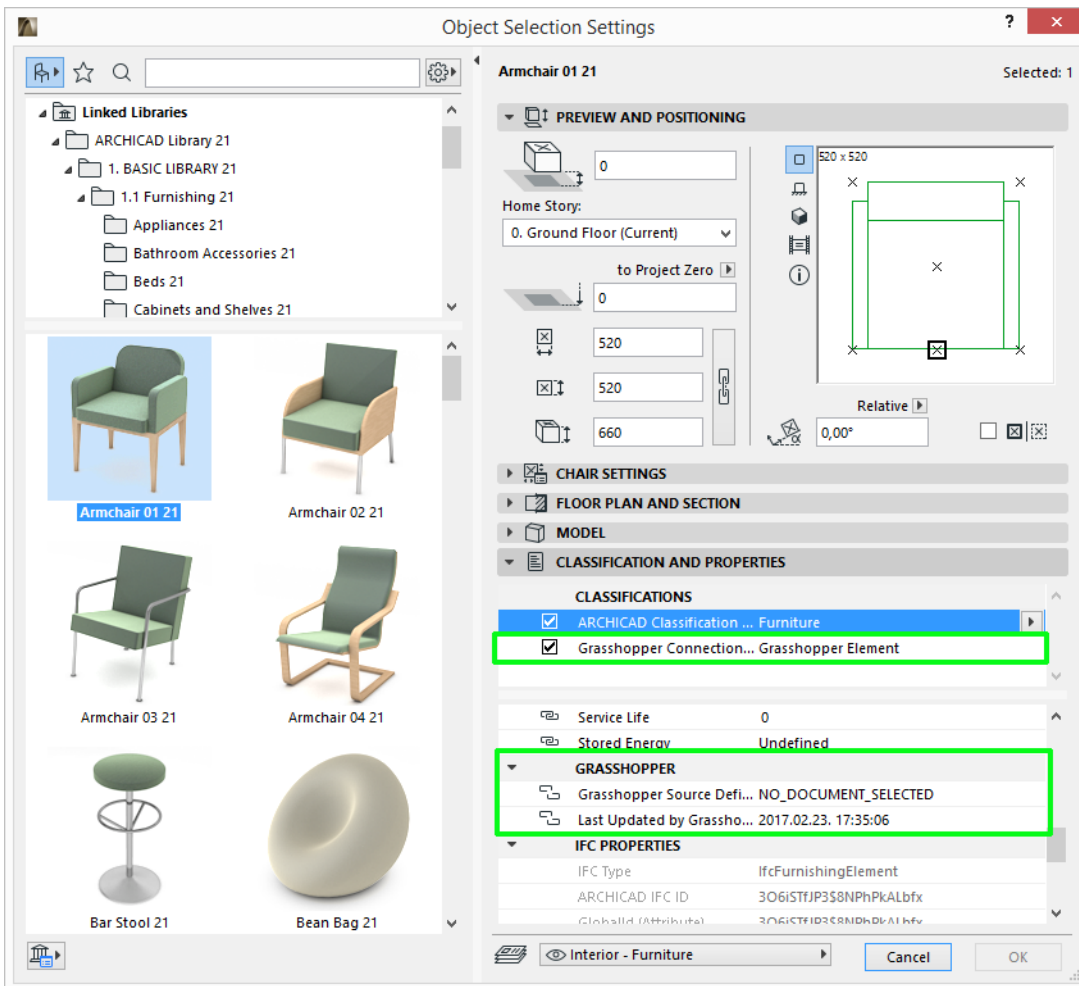 Object Selection Settings
?
Armchair 01 21
Selected: 1
Linked Libraries
ARCHICAD Library 21
1. BASIC LIBRARY 21
1.1 Furnishing 21
Appliances 21
Bathroom Accessories 21
Beds 21
Cabinets and Shelves 21
Armchair 01 21
Armchair 02 21
Armchair 03 21
Armchair 04 21
Bar Stool 21
Bean Bag 21
PREVIEW AND POSITIONING
0
Home Story:
0. Ground Floor (Current)
to Project Zero
0
520
520
660
520 x 520
Relative
α
0,00°
CHAIR SETTINGS
FLOOR PLAN AND SECTION
MODEL
CLASSIFICATION AND PROPERTIES
CLASSIFICATIONS
ARCHICAD Classification ... Furniture
Grasshopper Connection... Grasshopper Element
Service Life 0
Stored Energy Undefined
GRASSHOPPER
Grasshopper Source Defi... NO_DOCUMENT_SELECTED
Last Updated by Grassho... 2017.02.23. 17:35:06
IFC PROPERTIES
IFC Type IfcFurnishingElement
ARCHICAD IFC ID 3O6iSTfJP3$8NPhPkALbfx
GlobalId (Attribute) 3O6iSTfJP3$8NPhPkALbfx
Interior - Furniture
Cancel
OK